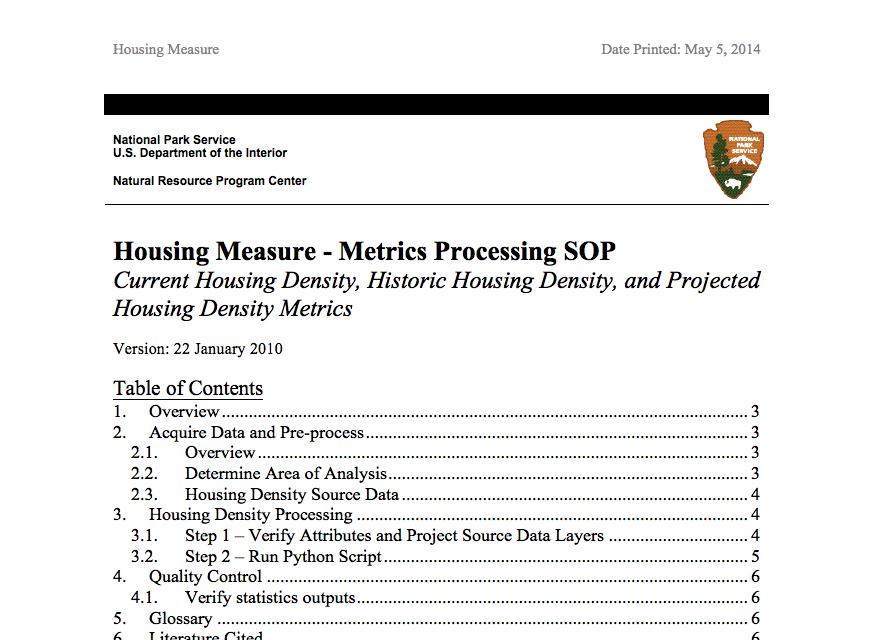 Housing Measure Date Printed: May 5, 2014
National Park Service
U.S. Department of the Interior
Natural Resource Program Center
NATIONAL
PARK
SERVICE
Housing Measure - Metrics Processing SOP
Current Housing Density, Historic Housing Density, and Projected
Housing Density Metrics
Version: 22 January 2010
Table of Contents
1. Overview 3
2. Acquire Data and Pre-process 3
2.1. Overview 3
2.2. Determine Area of Analysis 3
2.3. Housing Density Source Data 4
3. Housing Density Processing 4
3.1. Step 1 – Verify Attributes and Project Source Data Layers 4
3.2. Step 2 – Run Python Script 5
4. Quality Control 6
4.1. Verify statistics outputs 6
5. Glossary 6
6. Literature Cited 6